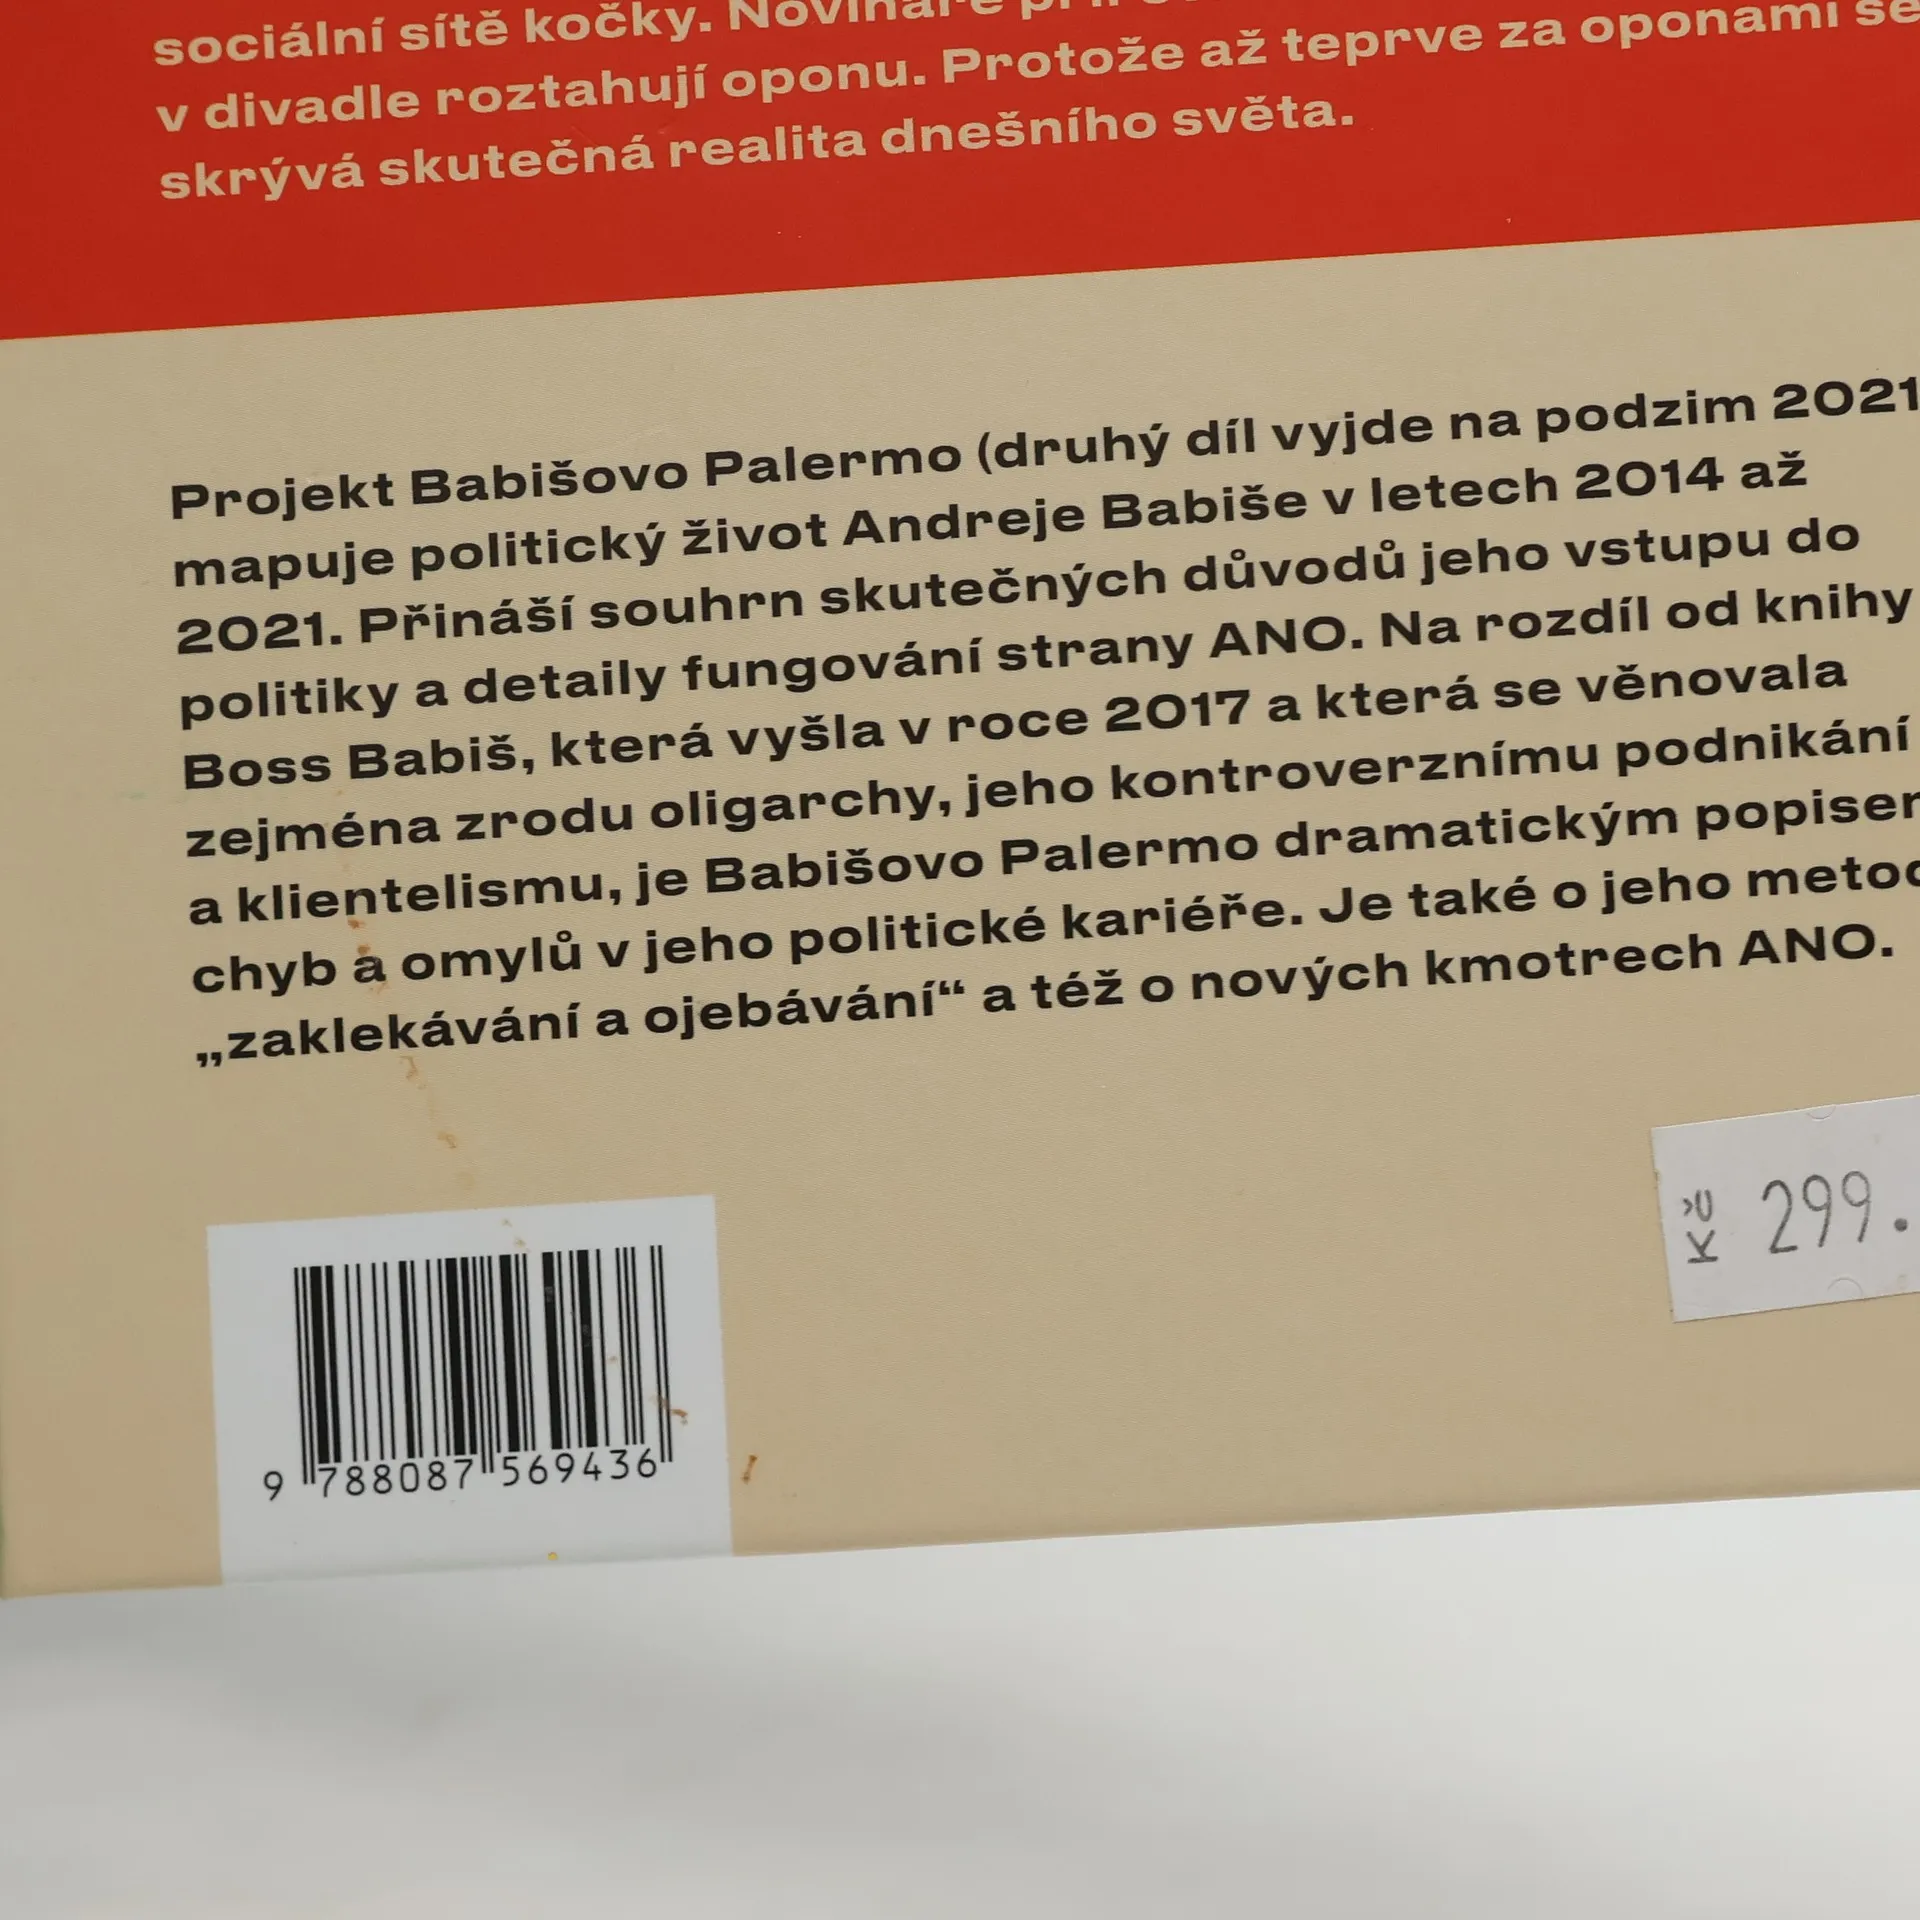 sociální sítě kočky. Novináře
v divadle roztahují oponu. Protože až teprve za oponami se
skrývá skutečná realita dnešního světa.
Projekt Babišovo Palermo (druhý díl vyjde na podzim 2021
mapuje politický život Andreje Babiše v letech 2014 až
2021. Přináší souhrn skutečných důvodů jeho vstupu do
politiky a detaily fungování strany ANO. Na rozdíl od knihy
Boss Babiš, která vyšla v roce 2017 a která se věnovala
zejména zrodu oligarchy, jeho kontroverznímu podnikání
a klientelismu, je Babišovo Palermo dramatickým popisem
chyb a omylů v jeho politické kariéře. Je také o jeho
„zaklekávání a ojebávání“ a též o nových kmotrech ANO.
Kč 299.
9 788087 569436